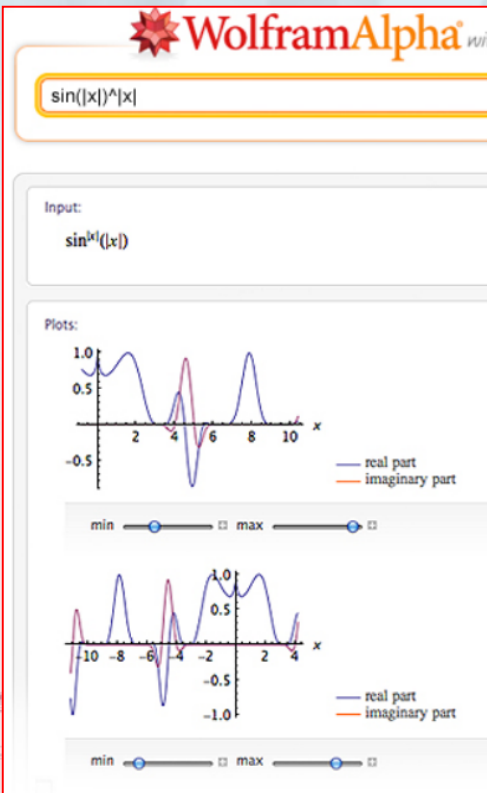 WolframAlpha
sin(|x|)^|x|
Input:
sin^|x|(|x|)
Plots:
1.0
0.5
2 4 6 8 10 x
-0.5
real part
imaginary part
min max
1.0
0.5
-10 -8 -6 -4 -2 2 4 x
-0.5
real part
-1.0 imaginary part
min max